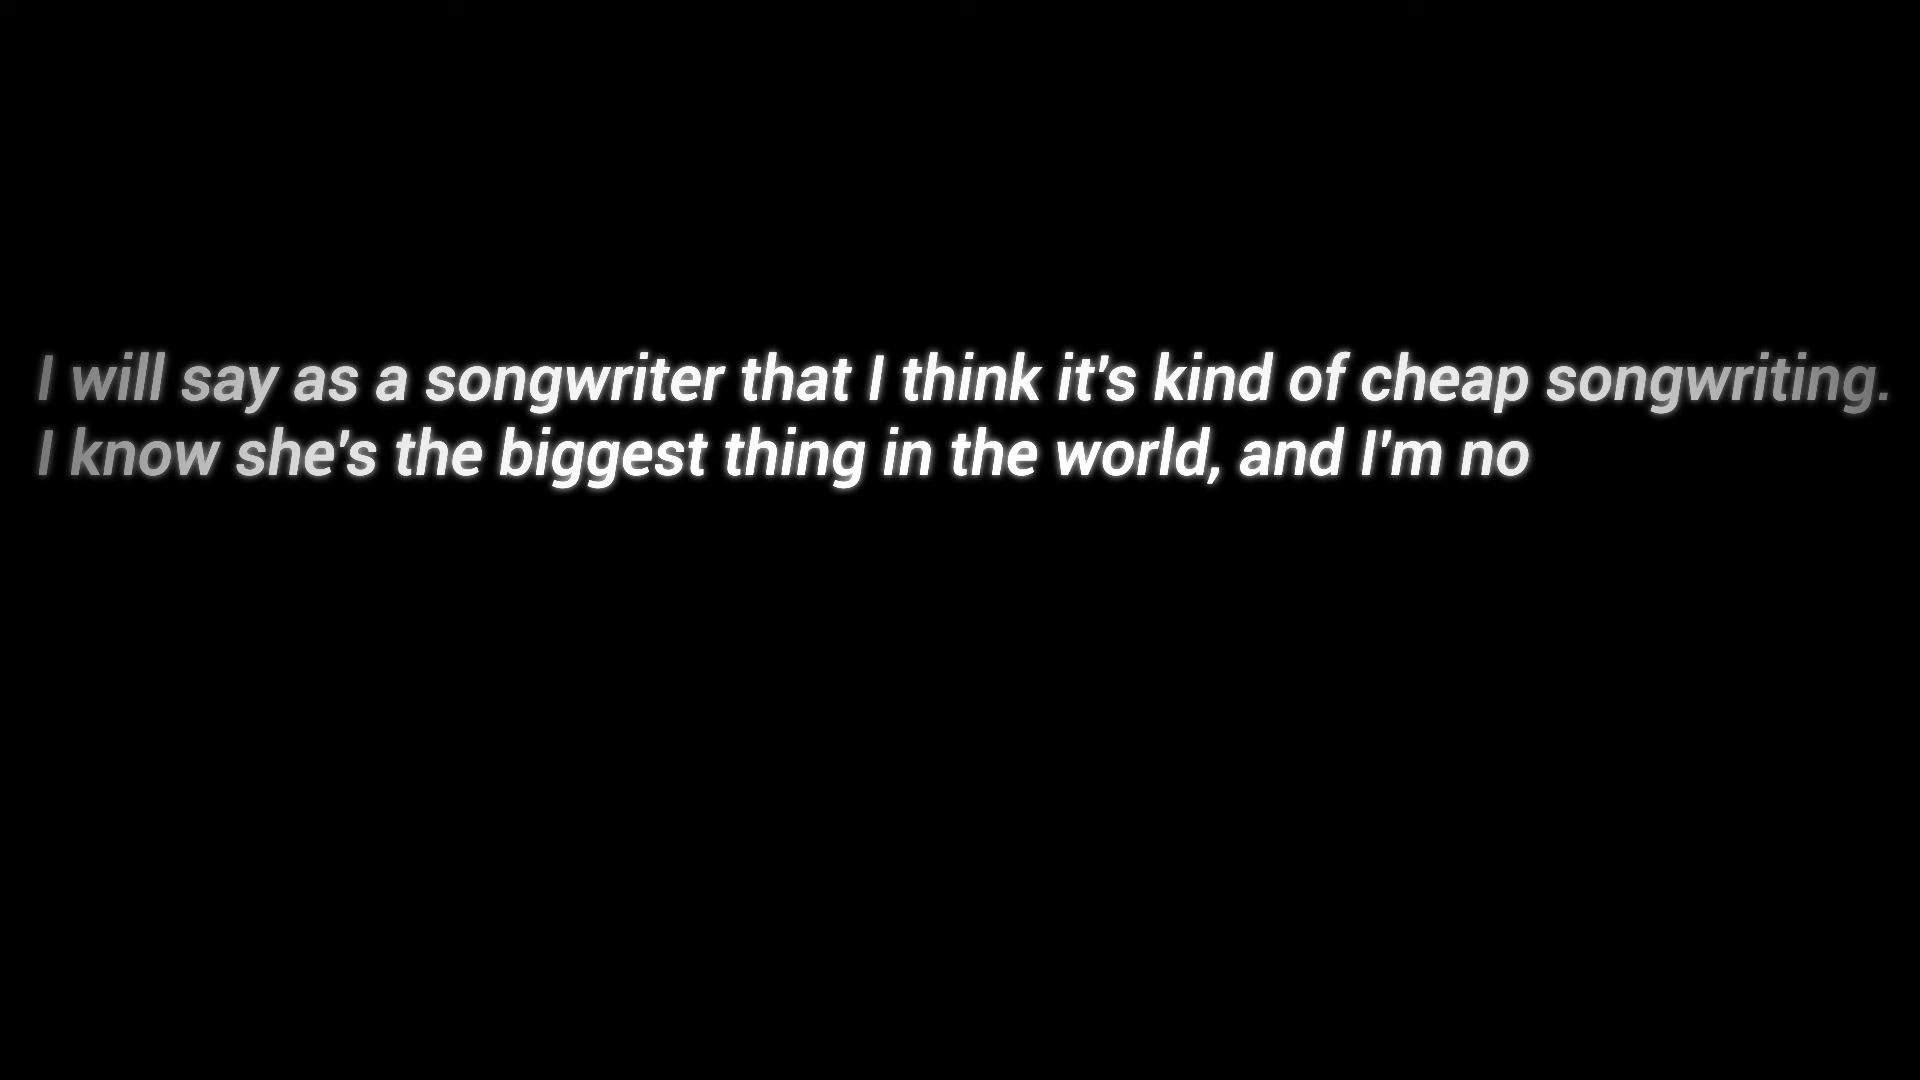 I will say as a songwriter that I think it's kind of cheap songwriting.
I know she's the biggest thing in the world, and I'm no